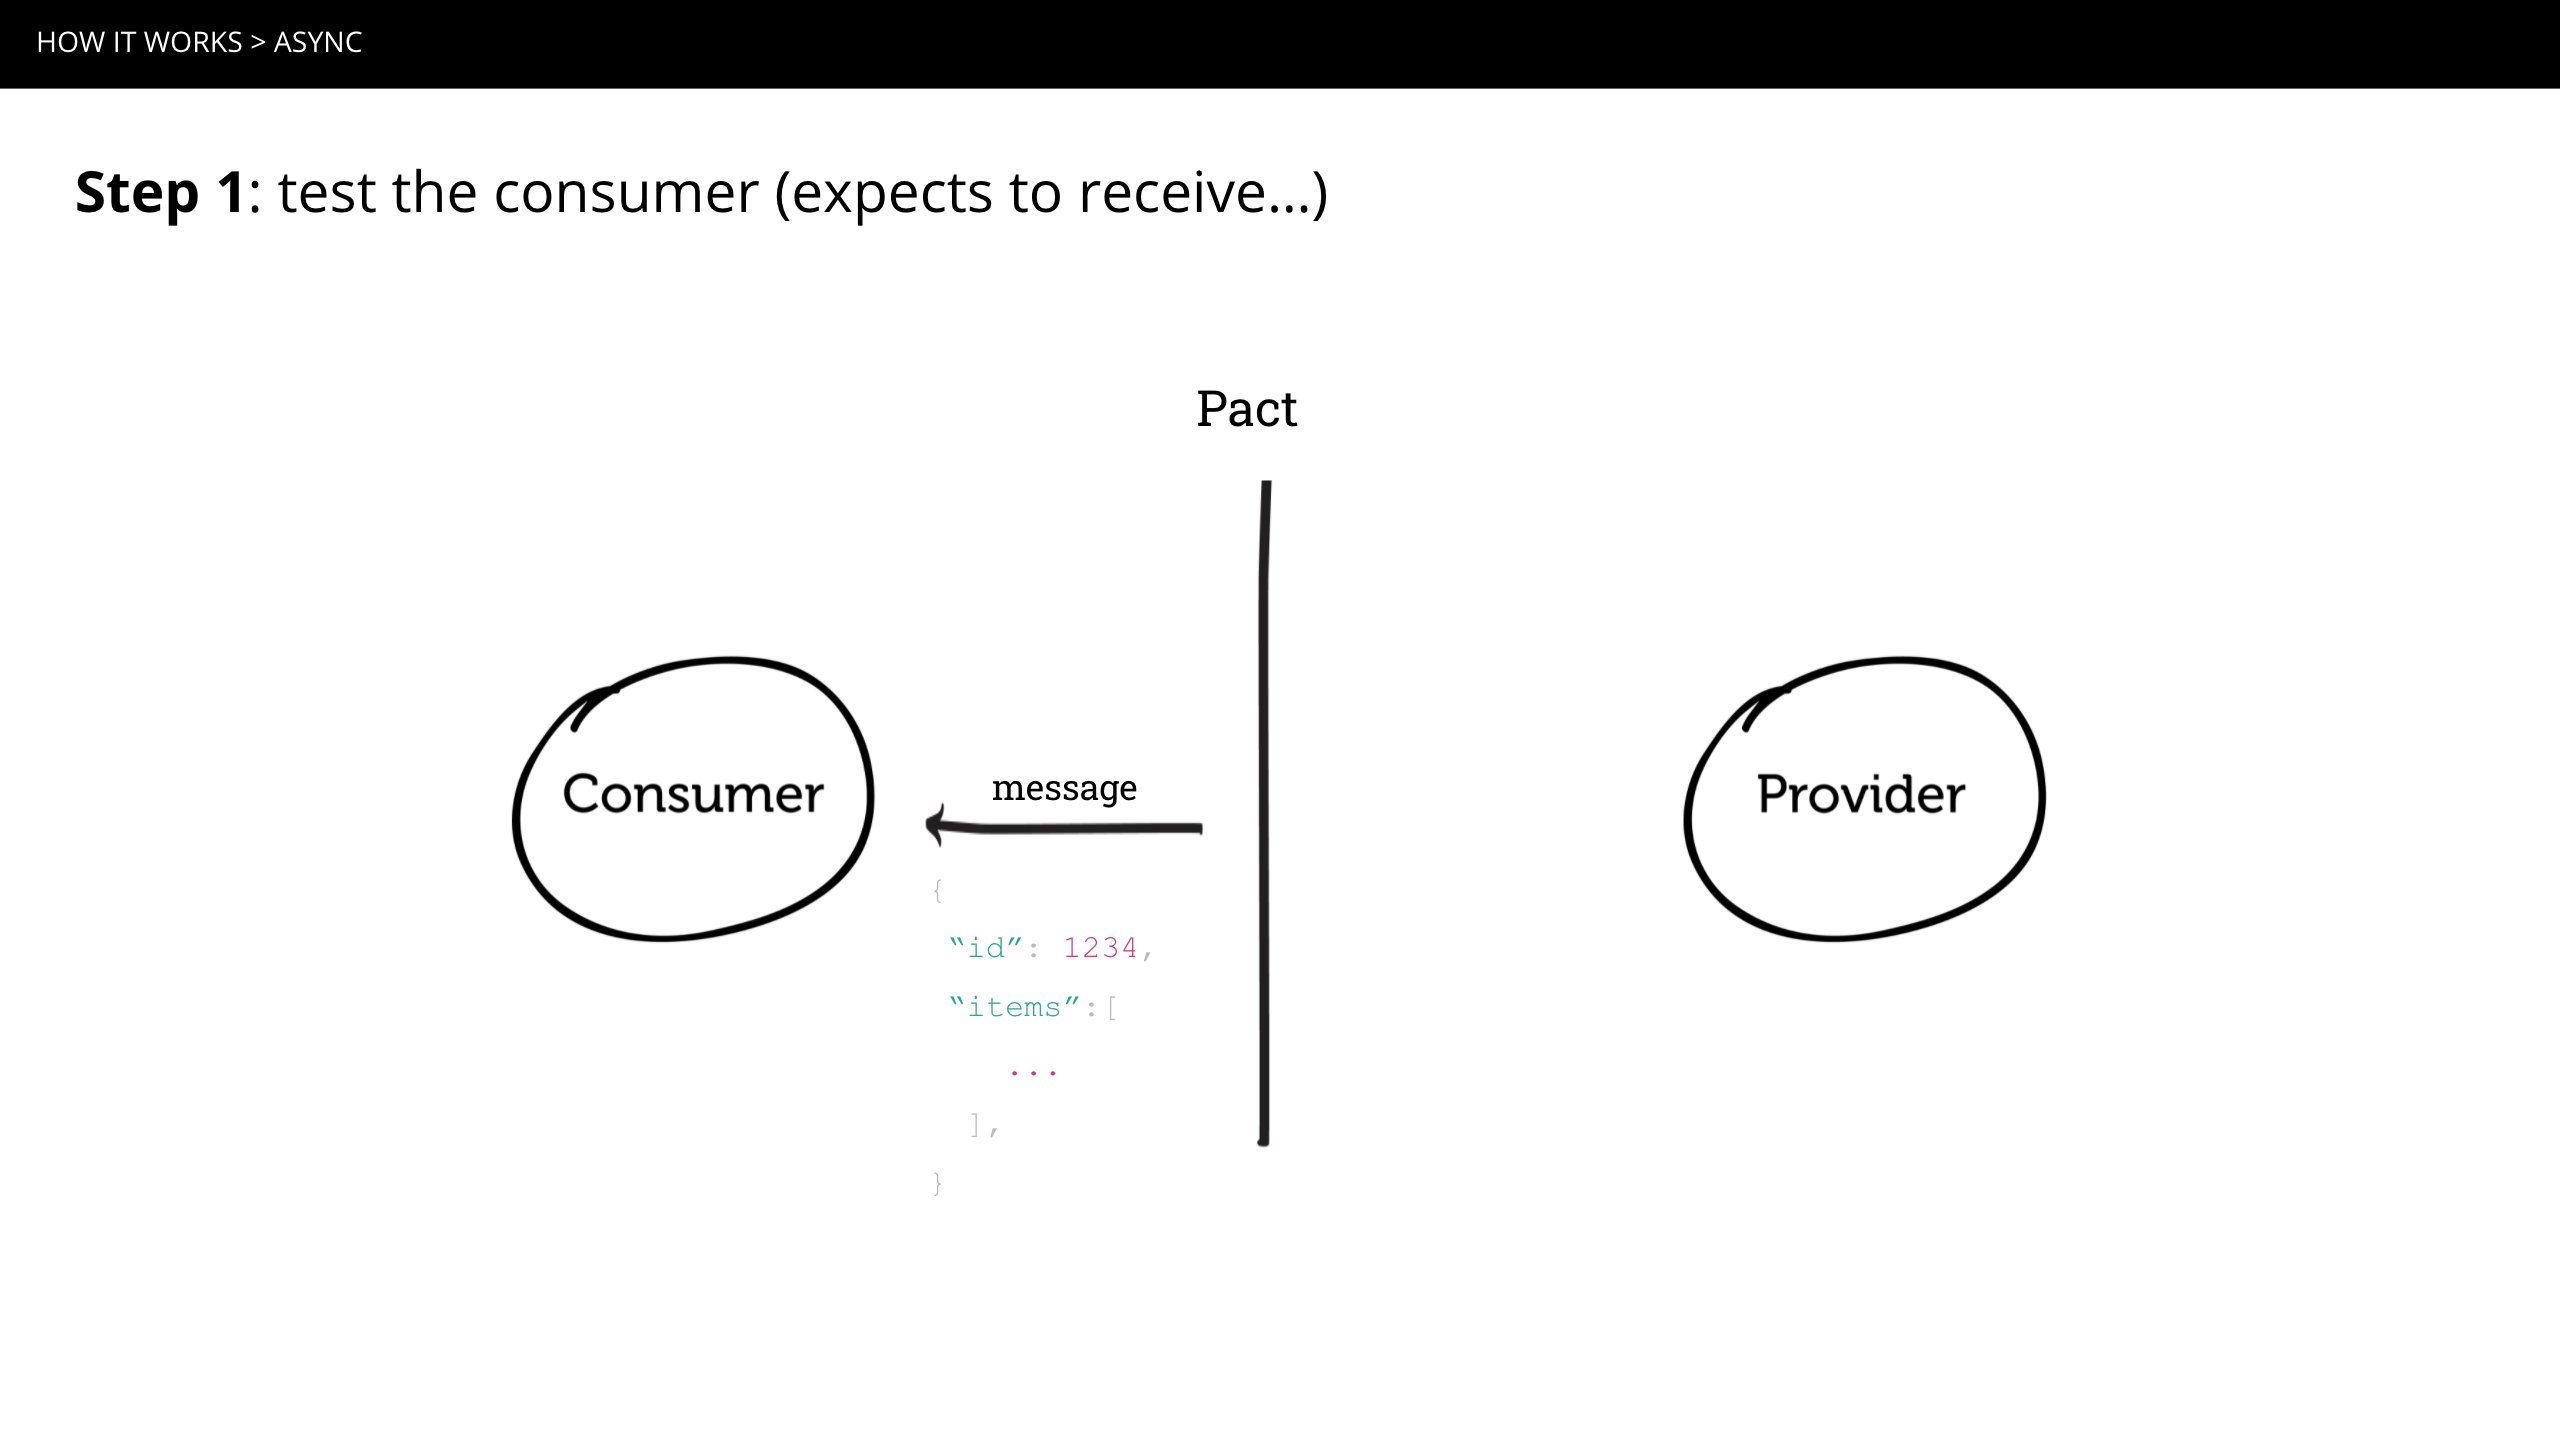 HOW IT WORKS > ASYNC
Step 1: test the consumer (expects to receive...)
Pact
Consumer
message
Provider
{
“id”: 1234,
“items”:[
...
],
}